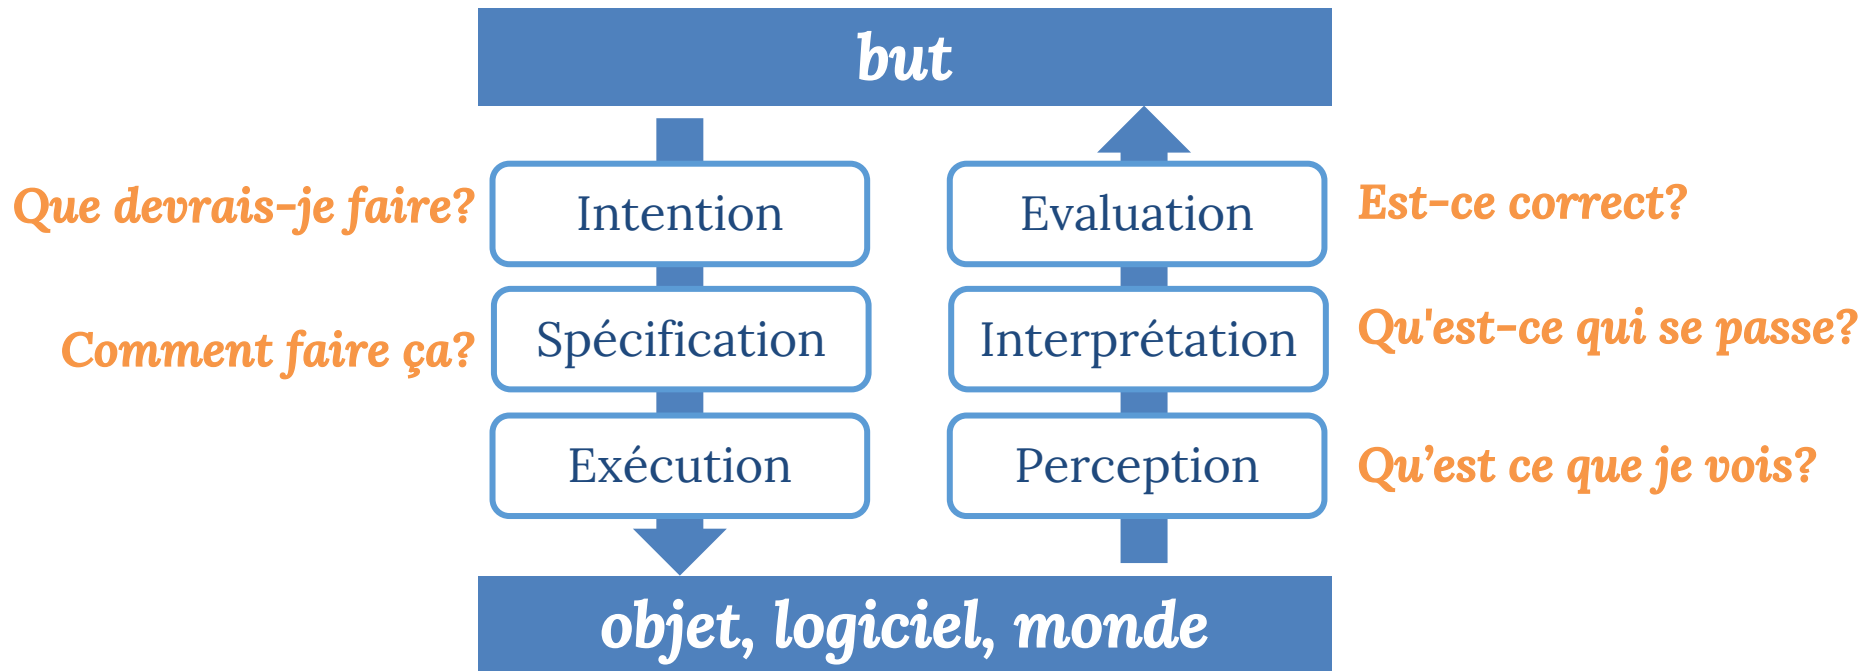 but
Que devrais-je faire?
Intention
Evaluation
Est-ce correct?
Comment faire ça?
Spécification
Interprétation
Qu'est-ce qui se passe?
Exécution
Perception
Qu’est ce que je vois?
objet, logiciel, monde